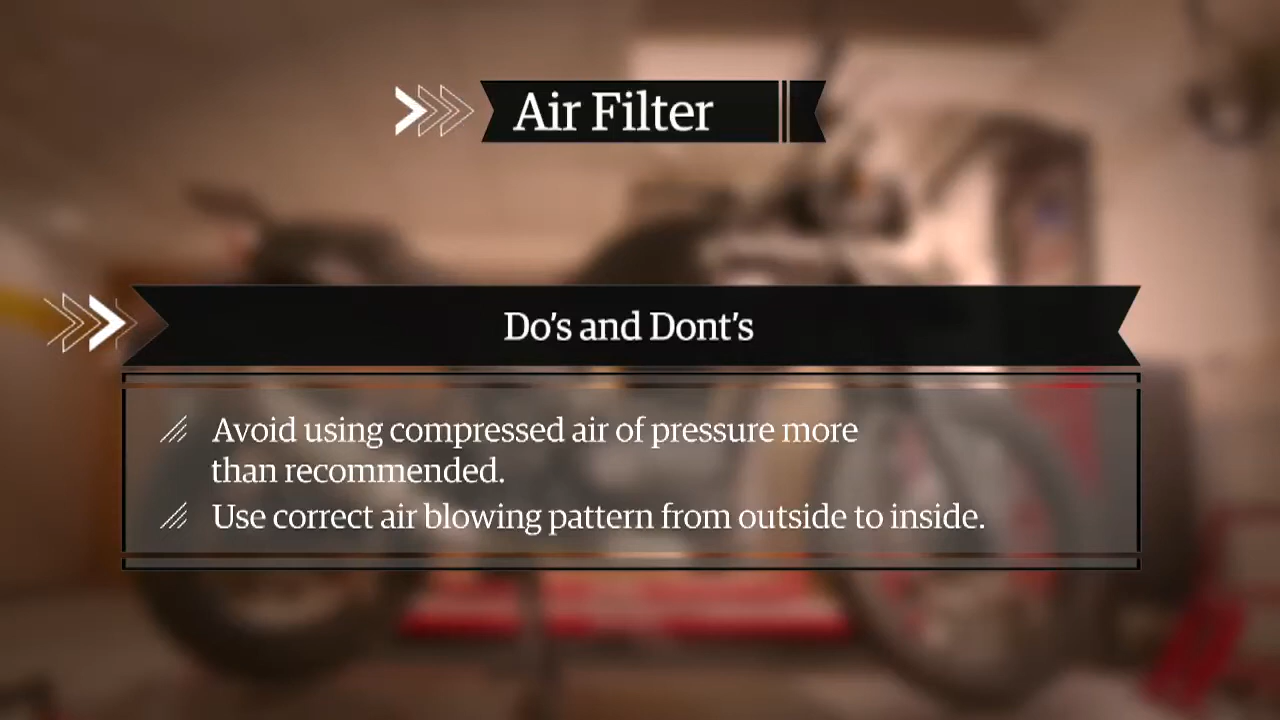 Air Filter
Do's and Dont's
Avoid using compressed air of pressure more
than recommended.
Use correct air blowing pattern from outside to inside.